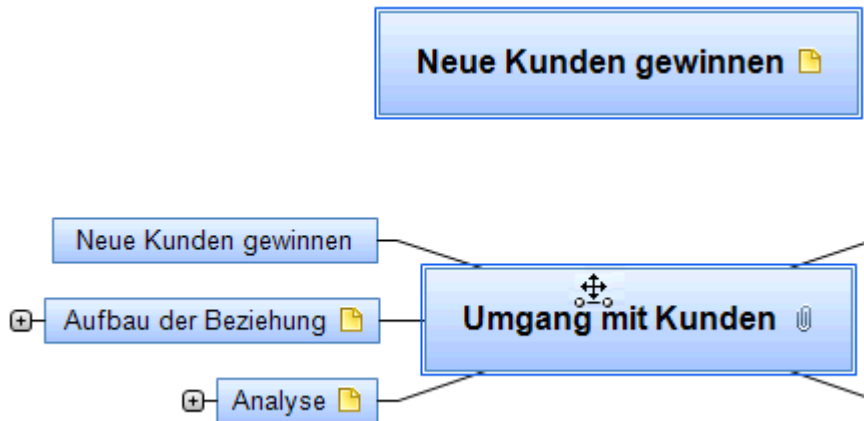 Neue Kunden gewinnen
Neue Kunden gewinnen
Aufbau der Beziehung
Umgang mit Kunden
Analyse